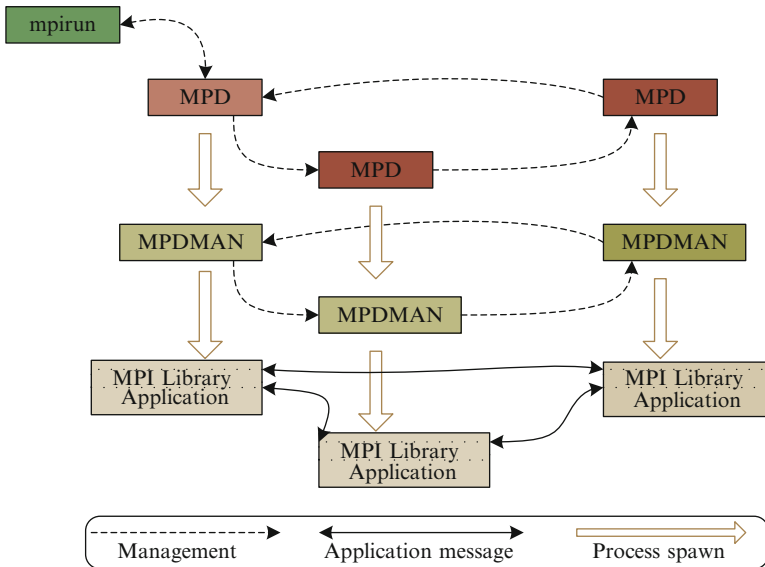 mpirun
MPD
MPD
MPD
MPDMAN
MPDMAN
MPDMAN
MPI Library
Application
MPI Library
Application
MPI Library
Application
Management
Application message
Process spawn